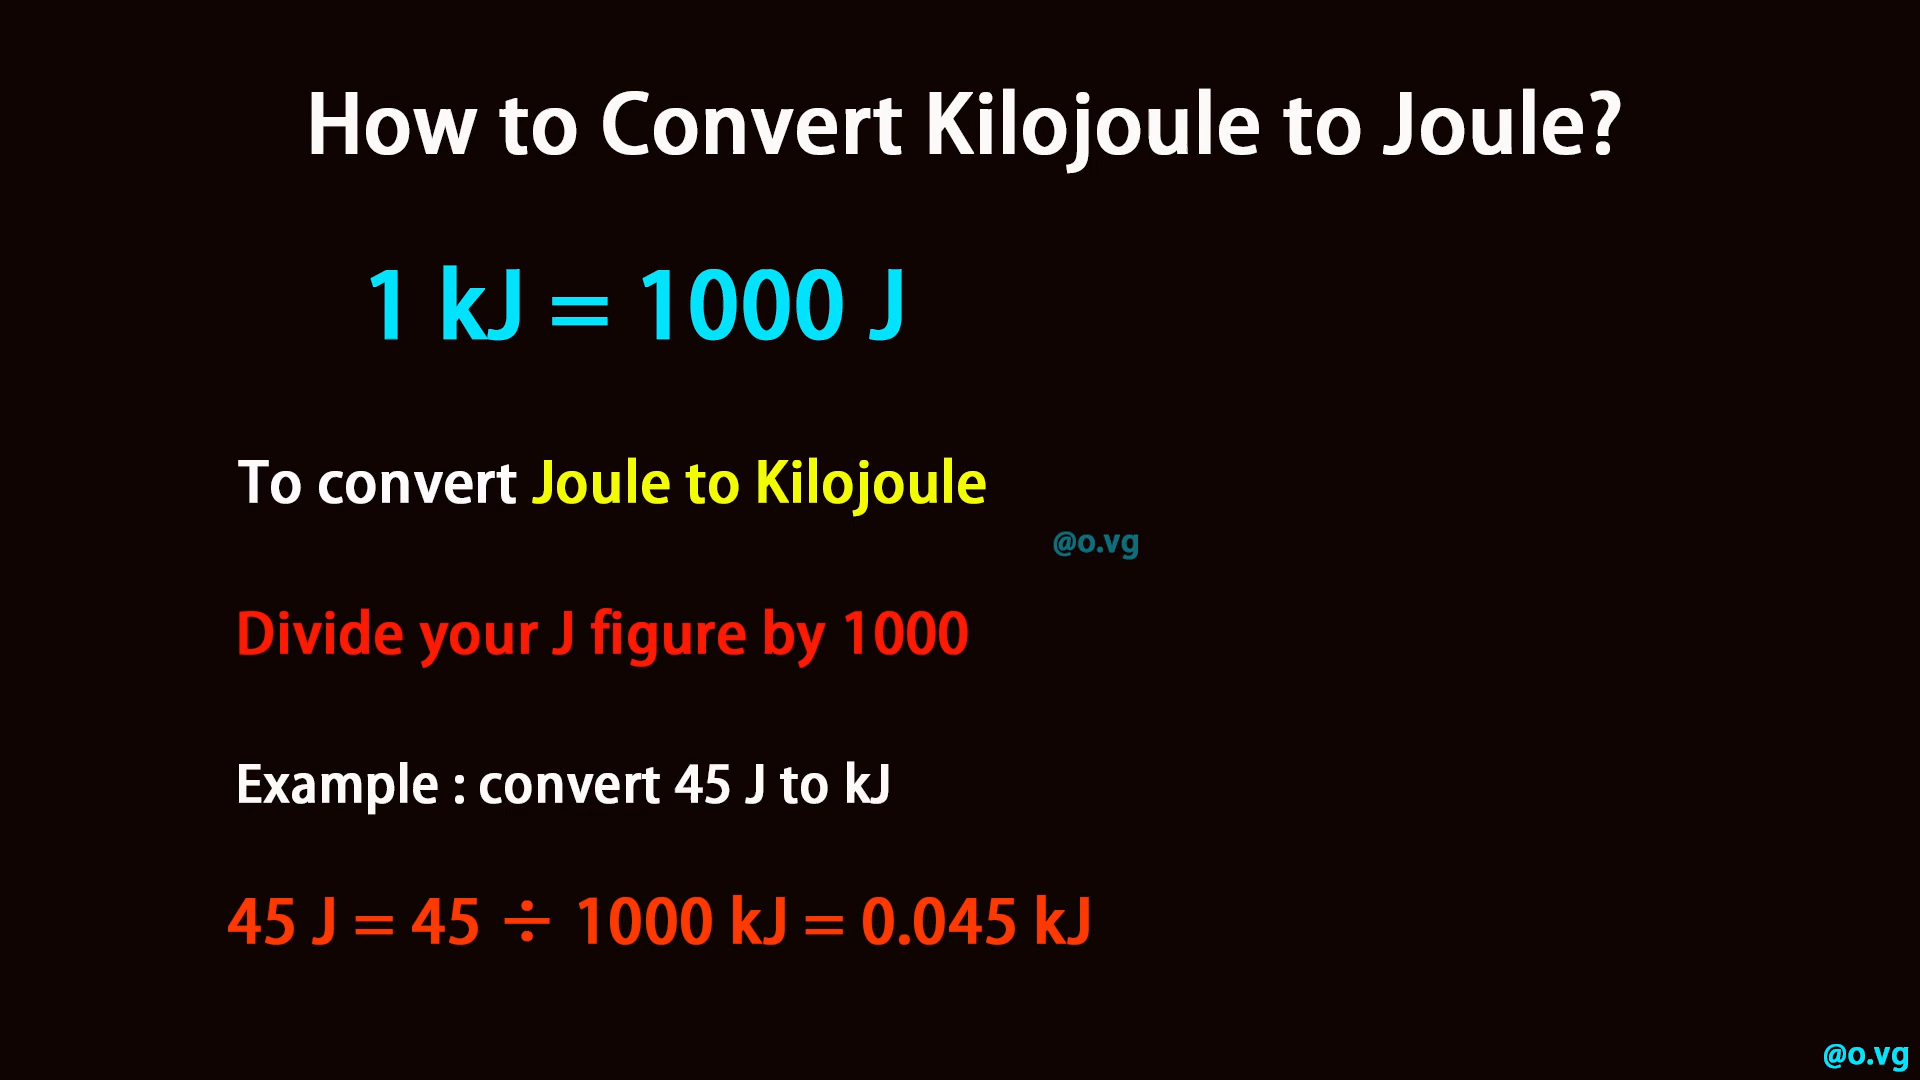 How to Convert Kilojoule to Joule?
1 kJ = 1000 J
To convert Joule to Kilojoule
@o.vg
Divide your J figure by 1000
Example : convert 45 J to kJ
45 J = 45 ÷ 1000 kJ = 0.045 kJ
@o.vg